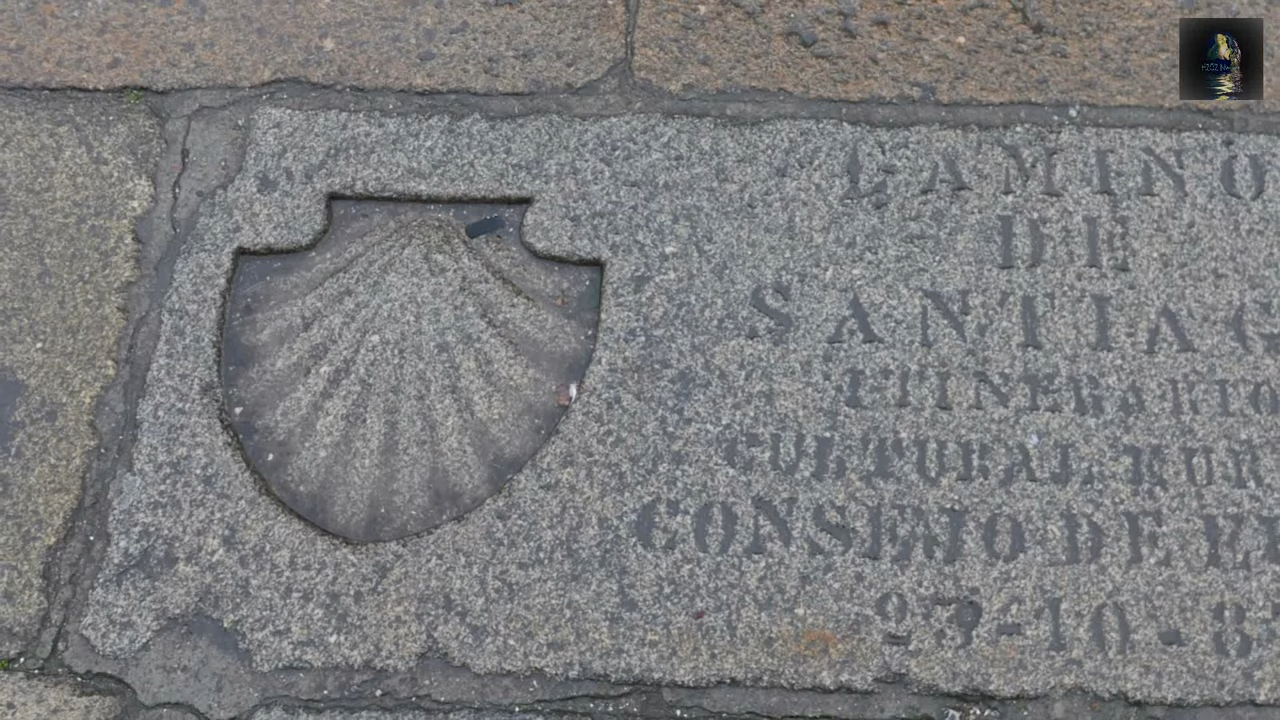 CAMINO
DE
SANTIAG
ITINERARIO
CULTURAL EUR
CONSEJO DE E
23-10-8